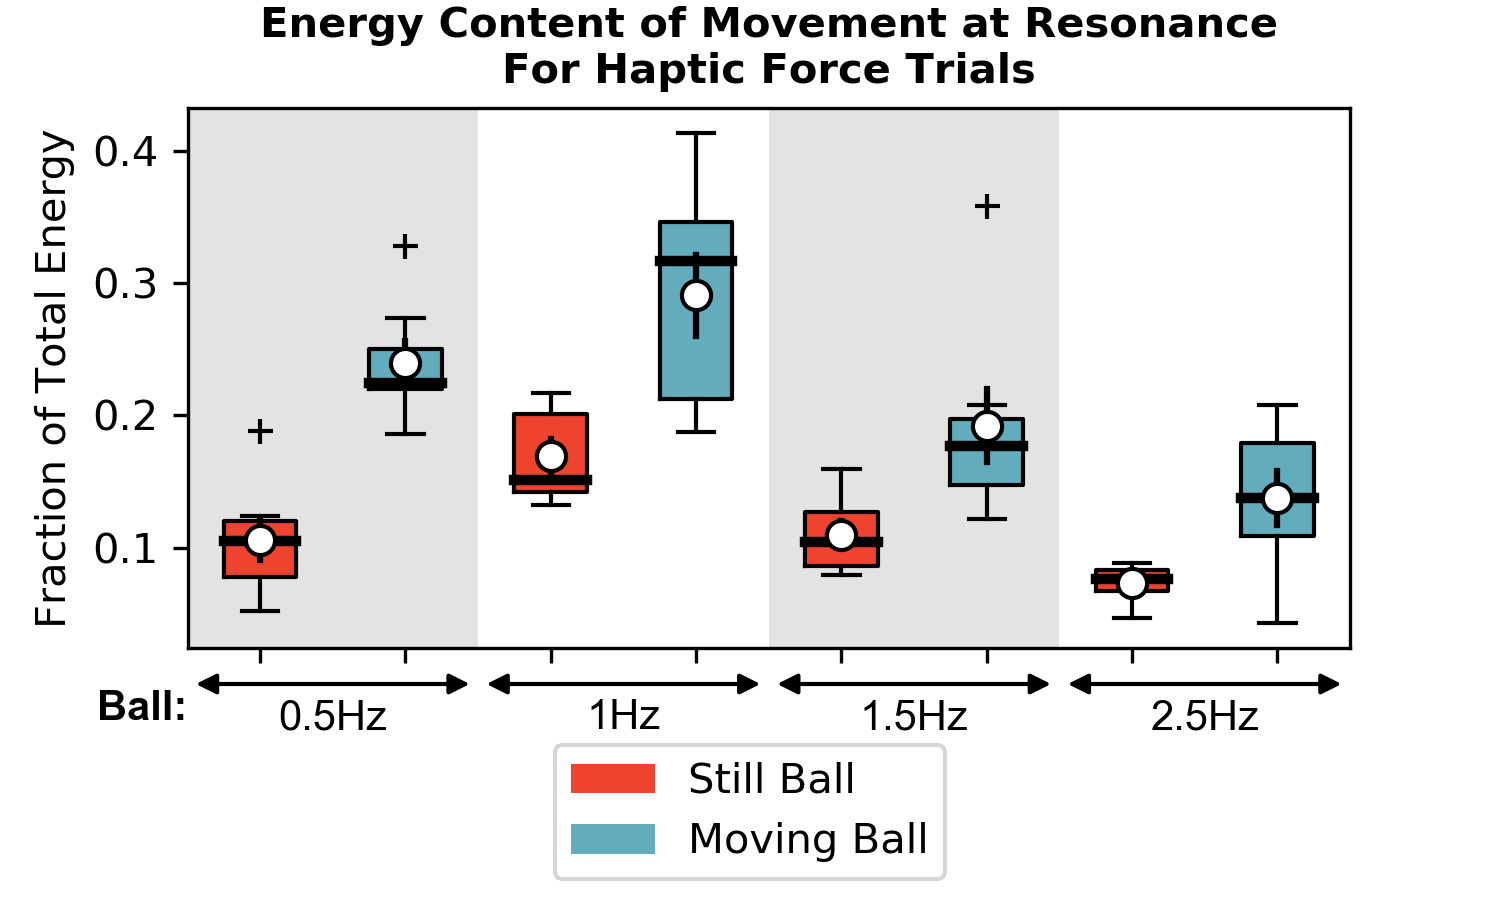 Energy Content of Movement at Resonance
For Haptic Force Trials
Fraction of Total Energy
0.4
0.3
0.2
0.1
Ball:
0.5Hz
1Hz
1.5Hz
2.5Hz
Still Ball
Moving Ball